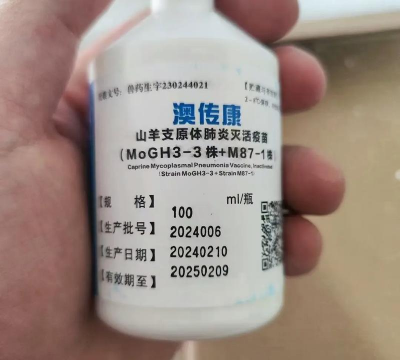 兽药生字230244021
澳传康
山羊支原体肺炎灭活疫苗
(MoGH3-3株+M87-1株)
Caprine Mycoplasmal Pneumonia Vaccine, Inactivated
(Strain MoGH3-3+Strain M87-1)
【规 格】 100 ml/瓶
【生产批号】 2024006
【生产日期】 20240210
【有效期至】 20250209